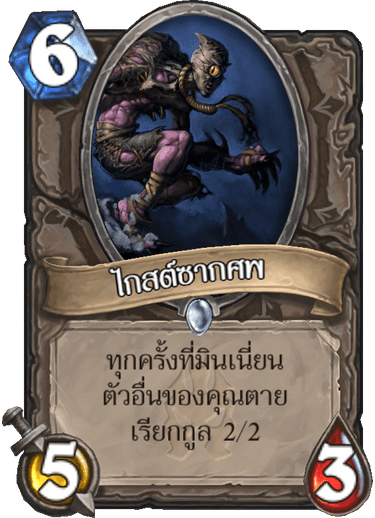 6
ไกสต์ซากศพ
ทุกครั้งที่มินเนี่ยน
ตัวอื่นของคุณตาย
เรียกกูล 2/2
5
3